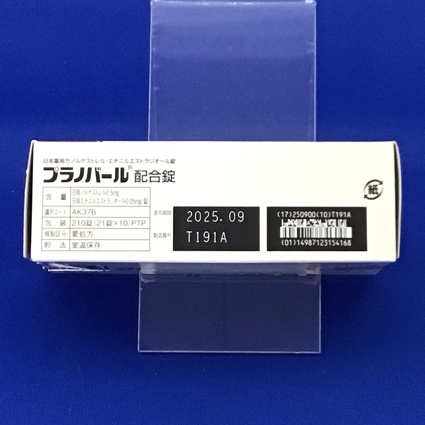 日本薬局方ノルゲストレル・エチニルエストラジオール錠
プラノバール® 配合錠
含 量 日局ノルゲストレル0.5mg
日局エチニルエストラジオール0.05mg/錠
識別コード AK376
包 装 210錠(21錠×10)PTP
規制区分 要処方
貯 法 室温保存
使用期限 2025.09
製造番号 T191A
(17)250900(10)T191A
(01)14987123154168
紙